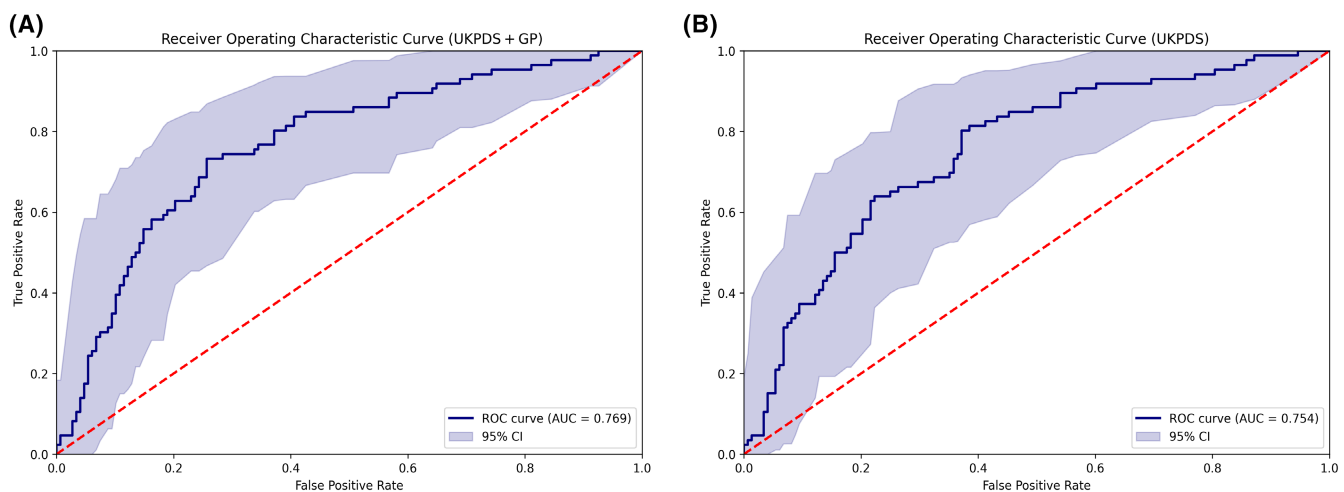 (A)
Receiver Operating Characteristic Curve (UKPDS + GP)
True Positive Rate
1.0
0.8
0.6
0.4
0.2
0.0
0.0 0.2 0.4 0.6 0.8 1.0
False Positive Rate
ROC curve (AUC = 0.769)
95% CI
(B)
Receiver Operating Characteristic Curve (UKPDS)
True Positive Rate
1.0
0.8
0.6
0.4
0.2
0.0
0.0 0.2 0.4 0.6 0.8 1.0
False Positive Rate
ROC curve (AUC = 0.754)
95% CI